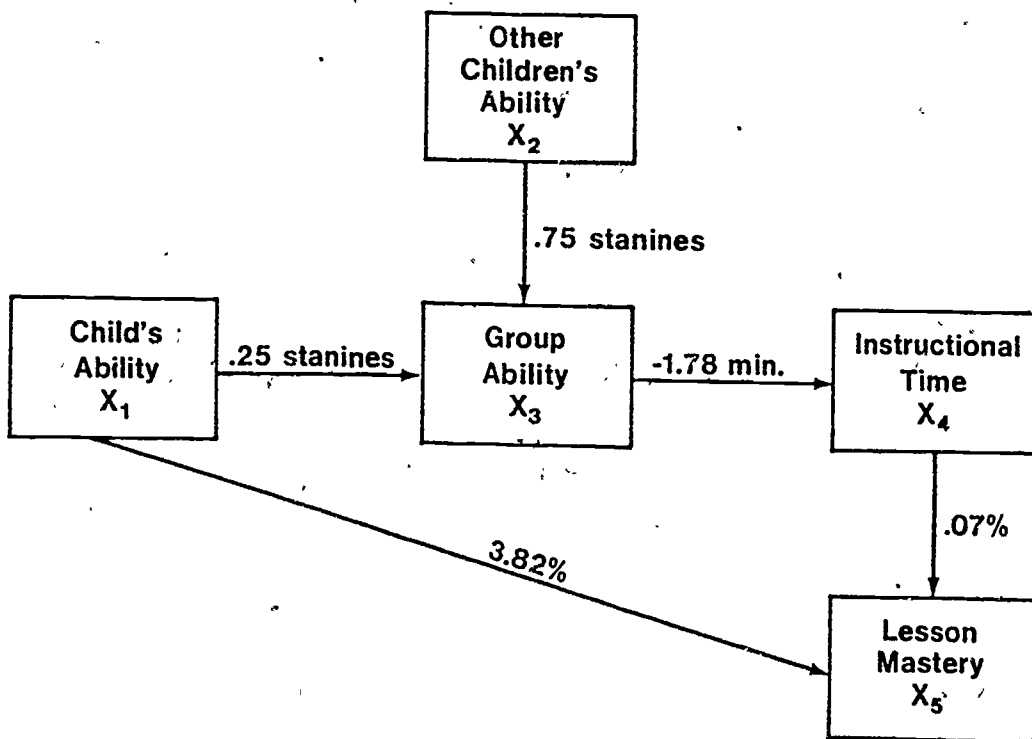 Other
Children's
Ability
X₂
.75 stanines
Child's
Ability
X₁
.25 stanines
Group
Ability
X₃
-1.78 min.
Instructional
Time
X₄
.07%
3.82%
Lesson
Mastery
X₅